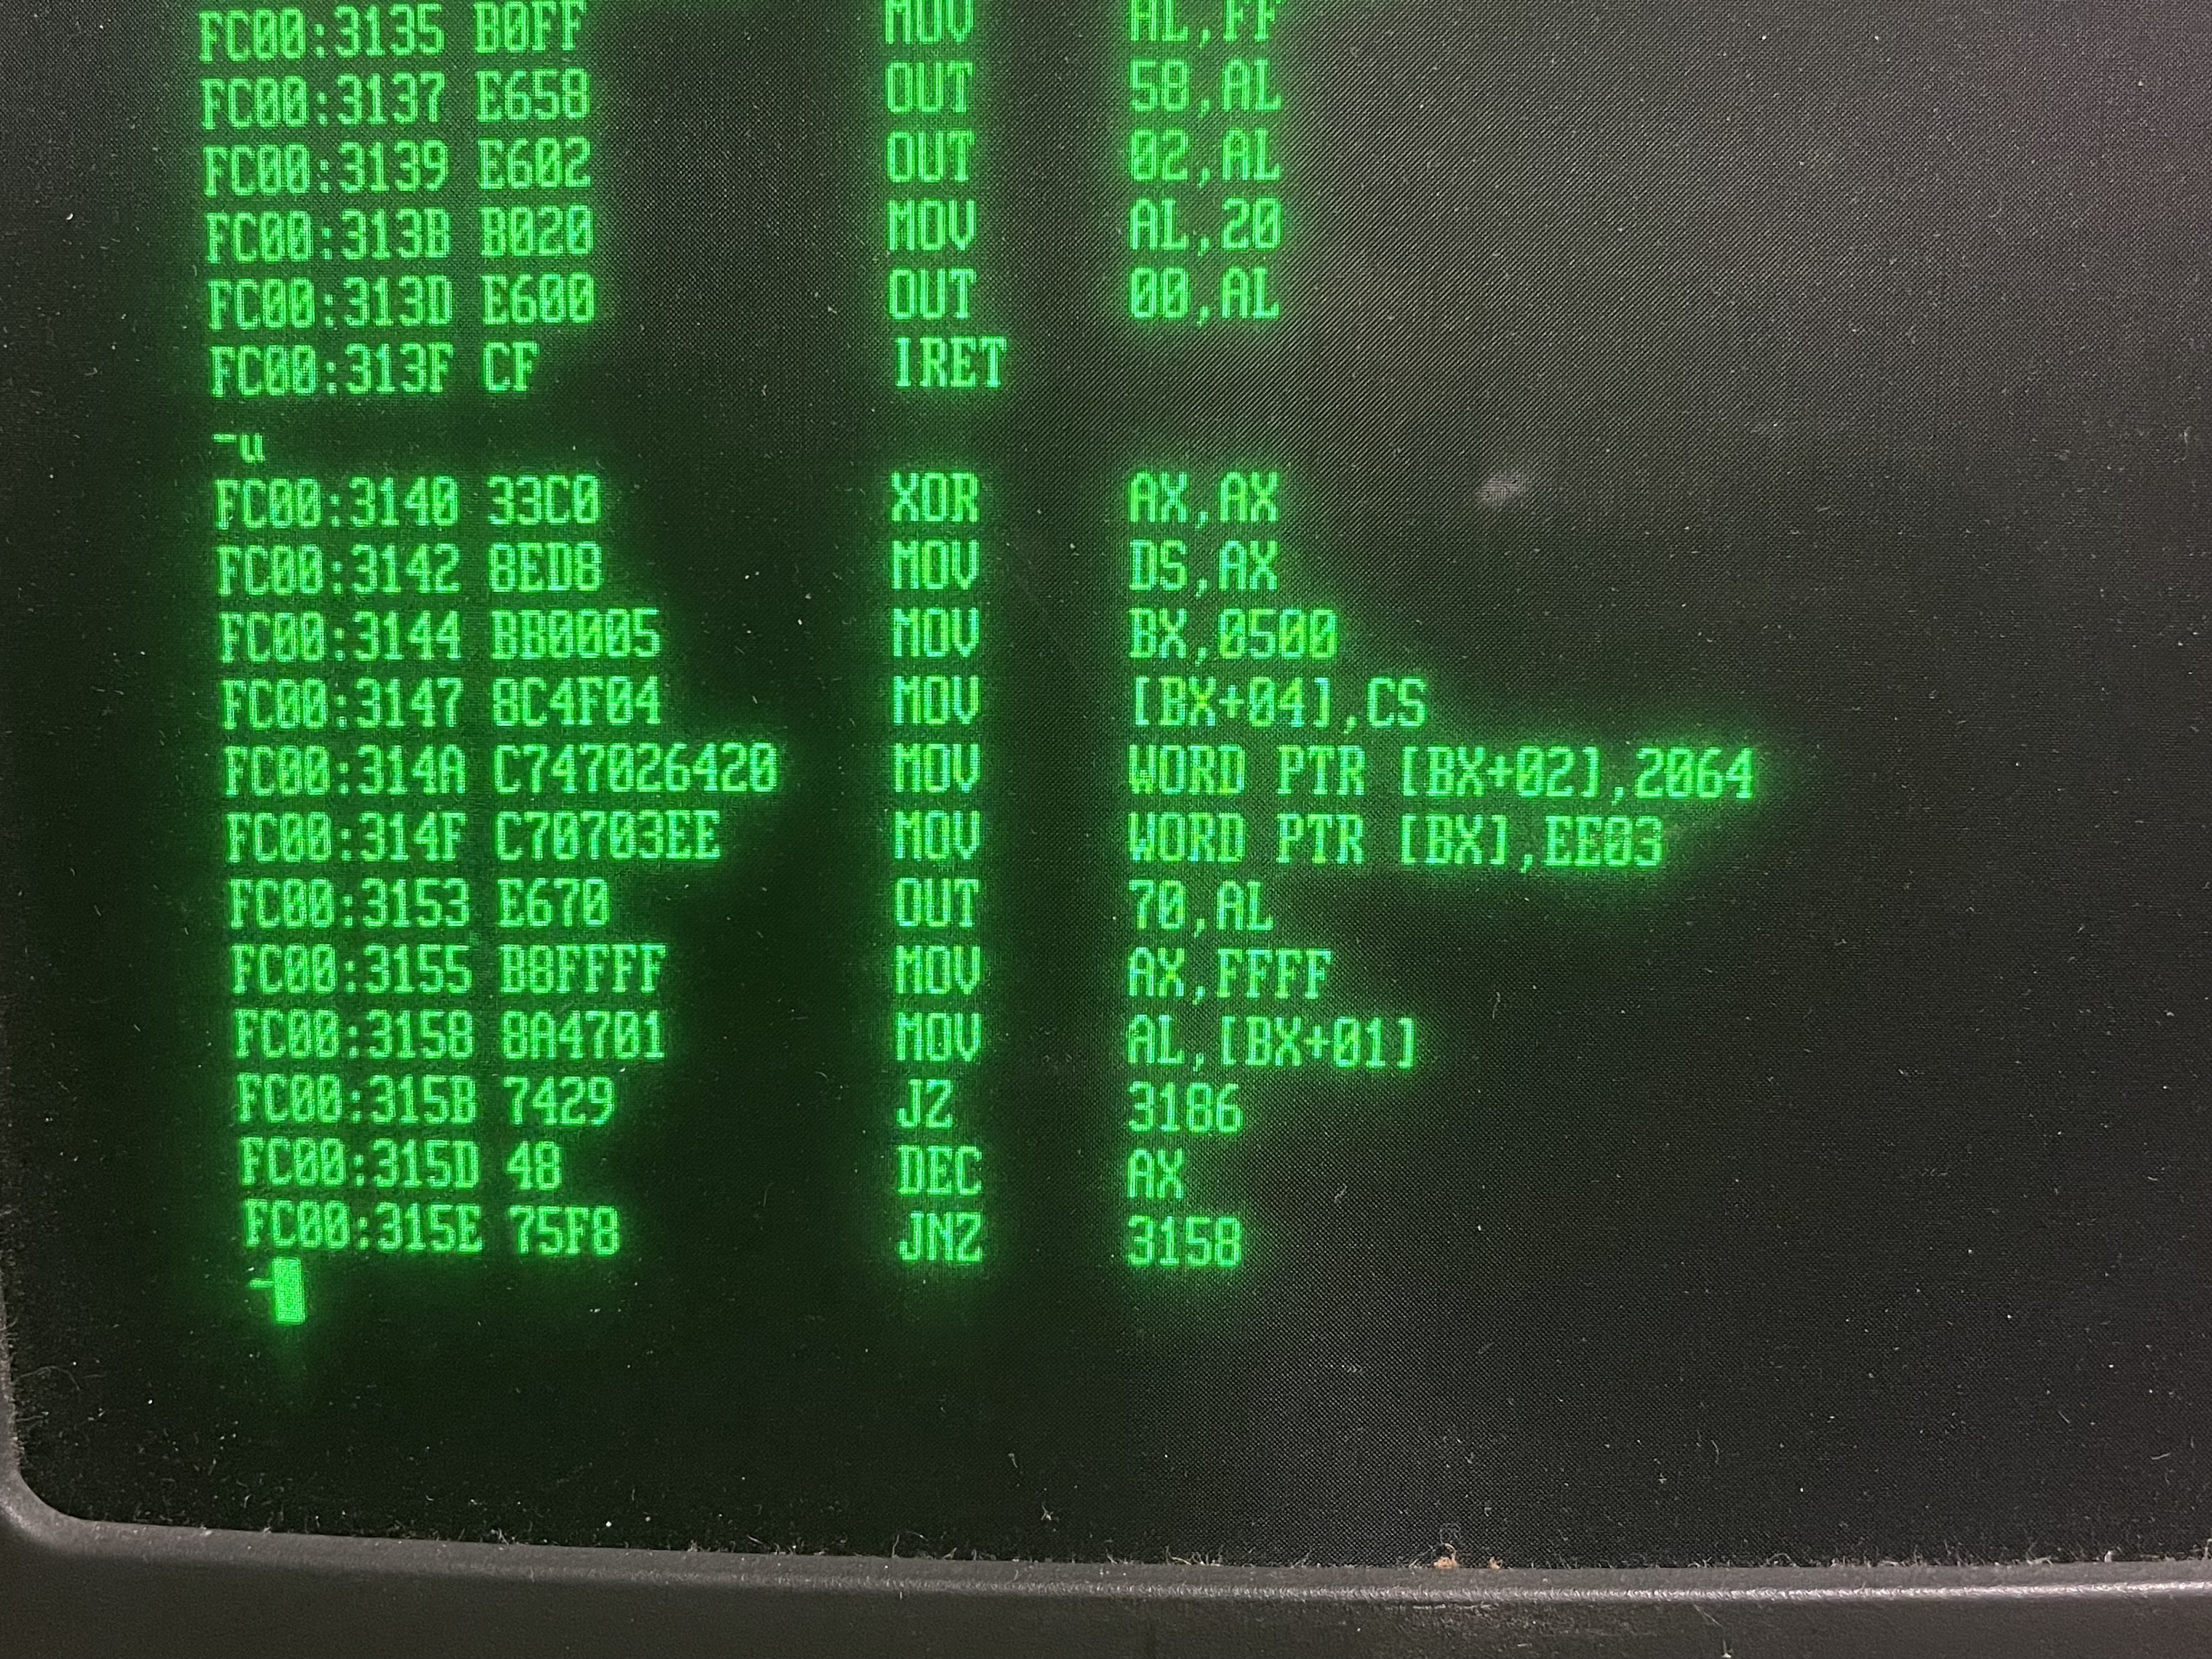 FC00:3135 B0FF MOV AL,FF
FC00:3137 E658 OUT 58,AL
FC00:3139 E602 OUT 02,AL
FC00:313B B020 MOV AL,20
FC00:313D E600 OUT 00,AL
FC00:313F CF IRET
-u
FC00:3140 33C0 XOR AX,AX
FC00:3142 8ED8 MOV DS,AX
FC00:3144 BB0005 MOV BX,0500
FC00:3147 8C4F04 MOV [BX+04],CS
FC00:314A C747026420 MOV WORD PTR [BX+02],2064
FC00:314F C70703EE MOV WORD PTR [BX],EE03
FC00:3153 E670 OUT 70,AL
FC00:3155 B8FFFF MOV AX,FFFF
FC00:3158 8A4701 MOV AL,[BX+01]
FC00:315B 7429 JZ 3186
FC00:315D 48 DEC AX
FC00:315E 75F8 JNZ 3158
-